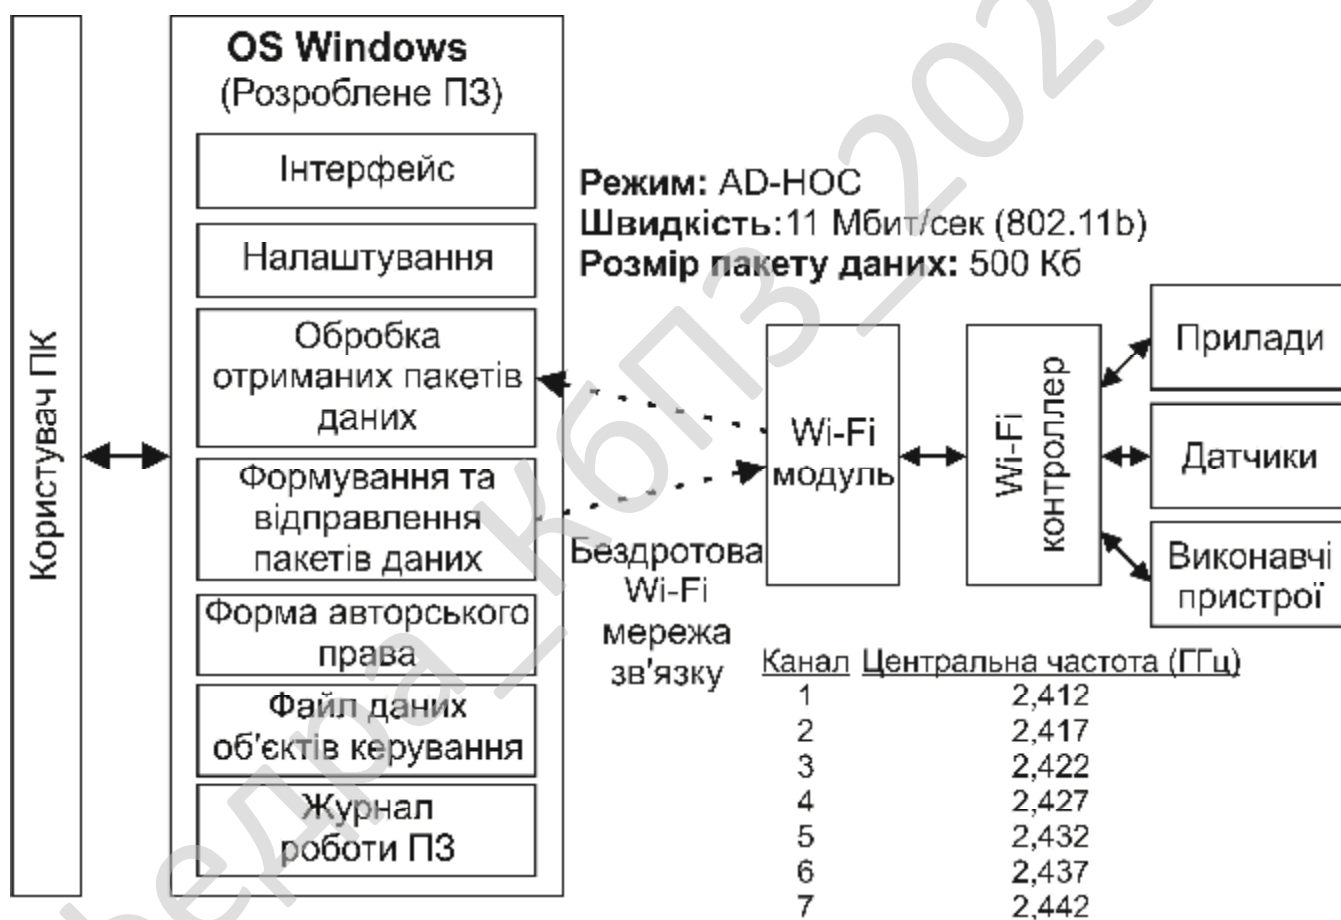 OS Windows
(Розроблене ПЗ)
Інтерфейс
Налаштування
Обробка
отриманих пакетів
даних
Формування та
відправлення
пакетів даних
Форма авторського
права
Файл даних
об'єктів керування
Журнал
роботи ПЗ
Користувач ПК
Режим: AD-HOC
Швидкість:11 Мбит/сек (802.11b)
Розмір пакету даних: 500 Кб
Бездротова
Wi-Fi
мережа
зв'язку
Wi-Fi
модуль
Wi-Fi
контроллер
Прилади
Датчики
Виконавчі
пристрої
Канал Центральна частота (ГГц)
1 2,412
2 2,417
3 2,422
4 2,427
5 2,432
6 2,437
7 2,442